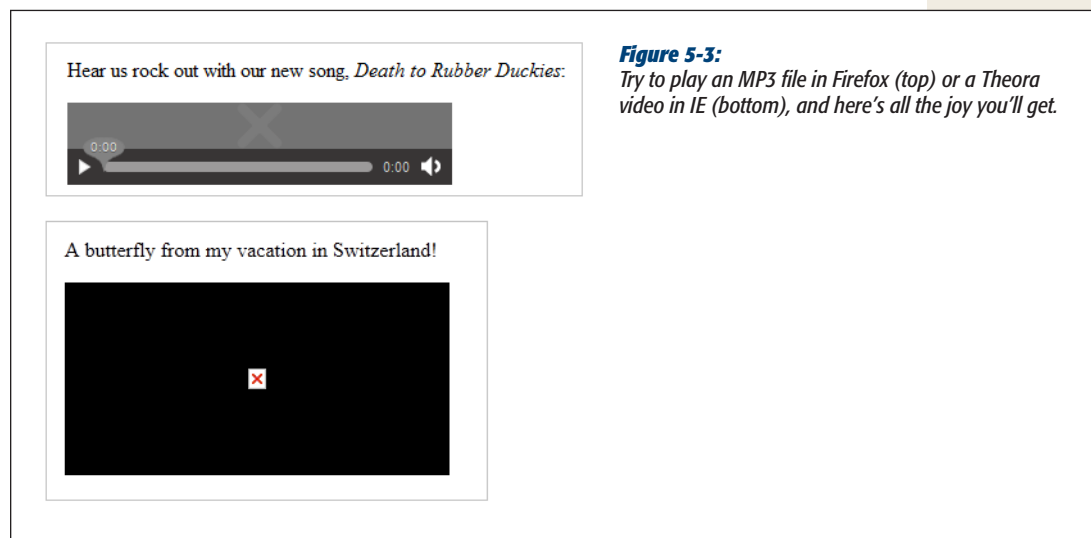 Hear us rock out with our new song, Death to Rubber Duckies:
0:00
0:00
A butterfly from my vacation in Switzerland!
Figure 5-3:
Try to play an MP3 file in Firefox (top) or a Theora
video in IE (bottom), and here's all the joy you'll get.